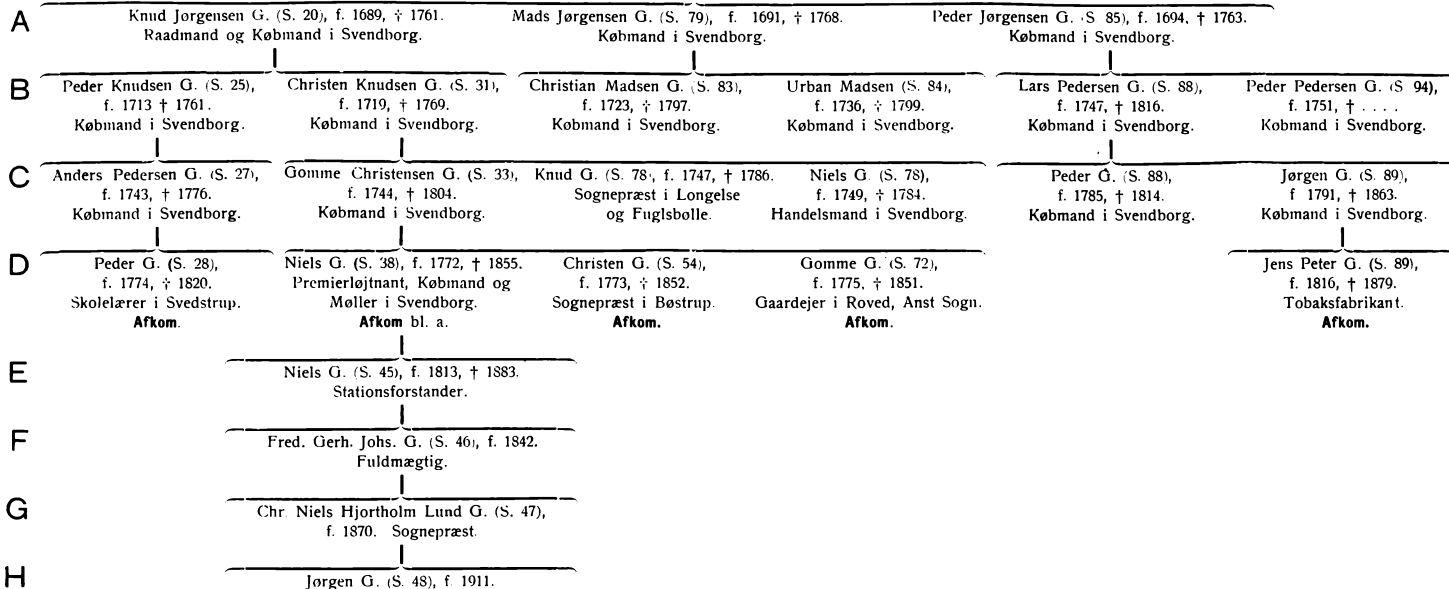 A
Knud Jørgensen G. (S. 20), f. 1689, † 1761.
Raadmand og Købmand i Svendborg.
Mads Jørgensen G. (S. 79), f. 1691, † 1768.
Købmand i Svendborg.
Peder Jørgensen G. (S 85), f. 1694, † 1763.
Købmand i Svendborg.
B
Peder Knudsen G. (S. 25),
f. 1713 † 1761.
Købmand i Svendborg.
Christen Knudsen G. (S. 31),
f. 1719, † 1769.
Købmand i Svendborg.
Christian Madsen G. (S. 83),
f. 1723, † 1797.
Købmand i Svendborg.
Urban Madsen (S. 84),
f. 1736, † 1799.
Købmand i Svendborg.
Lars Pedersen G. (S. 88),
f. 1747, † 1816.
Købmand i Svendborg.
Peder Pedersen G. (S 94),
f. 1751, † . . . .
Købmand i Svendborg.
C
Anders Pedersen G. (S. 27),
f. 1743, † 1776.
Købmand i Svendborg.
Gomme Christensen G. (S. 33),
f. 1744, † 1804.
Købmand i Svendborg.
Knud G. (S. 78), f. 1747, † 1786.
Sognepræst i Longelse
og Fuglsbølle.
Niels G. (S. 78),
f. 1749, † 1784.
Handelsmand i Svendborg.
Peder G. (S. 88),
f. 1785, † 1814.
Købmand i Svendborg.
Jørgen G. (S. 89),
f 1791, † 1863.
Købmand i Svendborg.
D
Peder G. (S. 28),
f. 1774, † 1820.
Skolelærer i Svedstrup.
Afkom.
Niels G. (S. 38), f. 1772, † 1855.
Premierløjtnant, Købmand og
Møller i Svendborg.
Afkom bl. a.
Christen G. (S. 54),
f. 1773, † 1852.
Sognepræst i Bøstrup.
Afkom.
Gomme G. (S. 72),
f. 1775, † 1851.
Gaardejer i Roved, Anst Sogn.
Afkom.
Jens Peter G. (S. 89),
f. 1816, † 1879.
Tobaksfabrikant.
Afkom.
E
Niels G. (S. 45), f. 1813, † 1883.
Stationsforstander.
F
Fred. Gerh. Johs. G. (S. 46), f. 1842.
Fuldmægtig.
G
Chr. Niels Hjortholm Lund G. (S. 47),
f. 1870. Sognepræst.
H
Jørgen G. (S. 48), f. 1911.